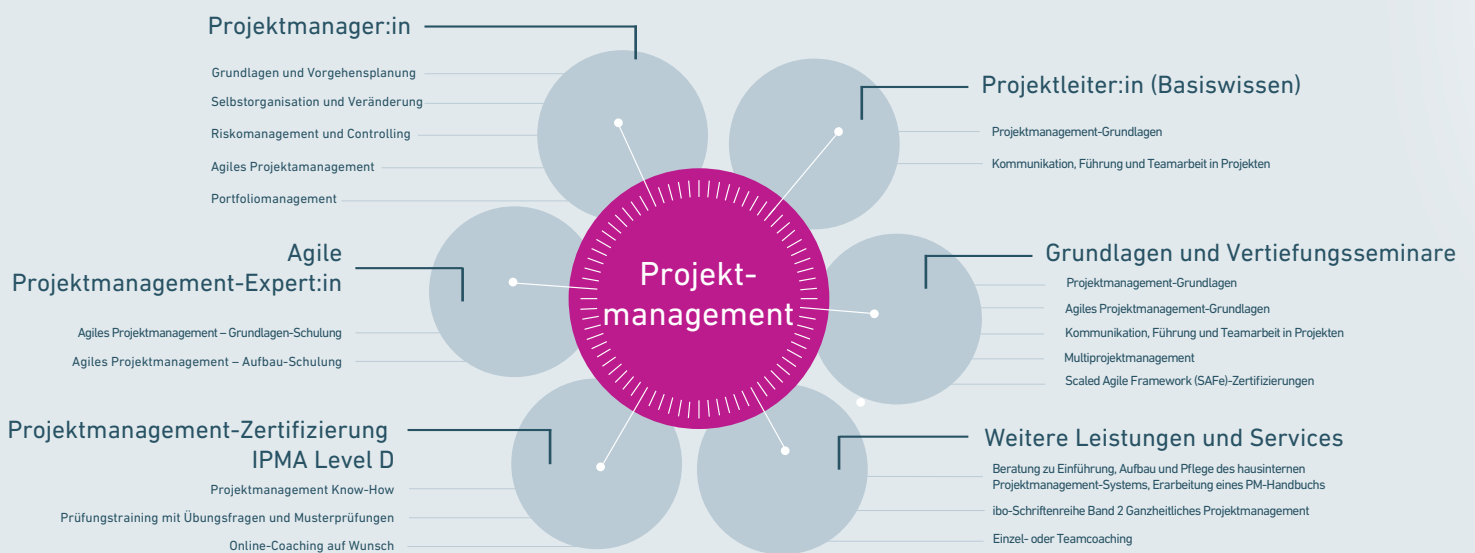 Projektmanager:in
Grundlagen und Vorgehensplanung
Selbstorganisation und Veränderung
Riskomanagement und Controlling
Agiles Projektamanagement
Portfoliomanagement
Agile
Projektmanagement-Expert:in
Agiles Projektmanagement – Grundlagen-Schulung
Agiles Projektmanagement – Aufbau-Schulung
Projektmanagement-Zertifizierung
IPMA Level D
Projektmanagement Know-How
Prüfungstraining mit Übungsfragen und Musterprüfungen
Online-Coaching auf Wunsch
Projekt-
management
Projektleiter:in (Basiswissen)
Projektmanagement-Grundlagen
Kommunikation, Führung und Teamarbeit in Projekten
Grundlagen und Vertiefungsseminare
Projektmanagement-Grundlagen
Agiles Projektmanagement-Grundlagen
Kommunikation, Führung und Teamarbeit in Projekten
Multiprojektmanagement
Scaled Agile Framework (SAFe)-Zertifizierungen
Weitere Leistungen und Services
Beratung zu Einführung, Aufbau und Pflege des hausinternen
Projektmanagement-Systems, Erarbeitung eines PM-Handbuchs
ibo-Schriftenreihe Band 2 Ganzheitliches Projektmanagement
Einzel- oder Teamcoaching